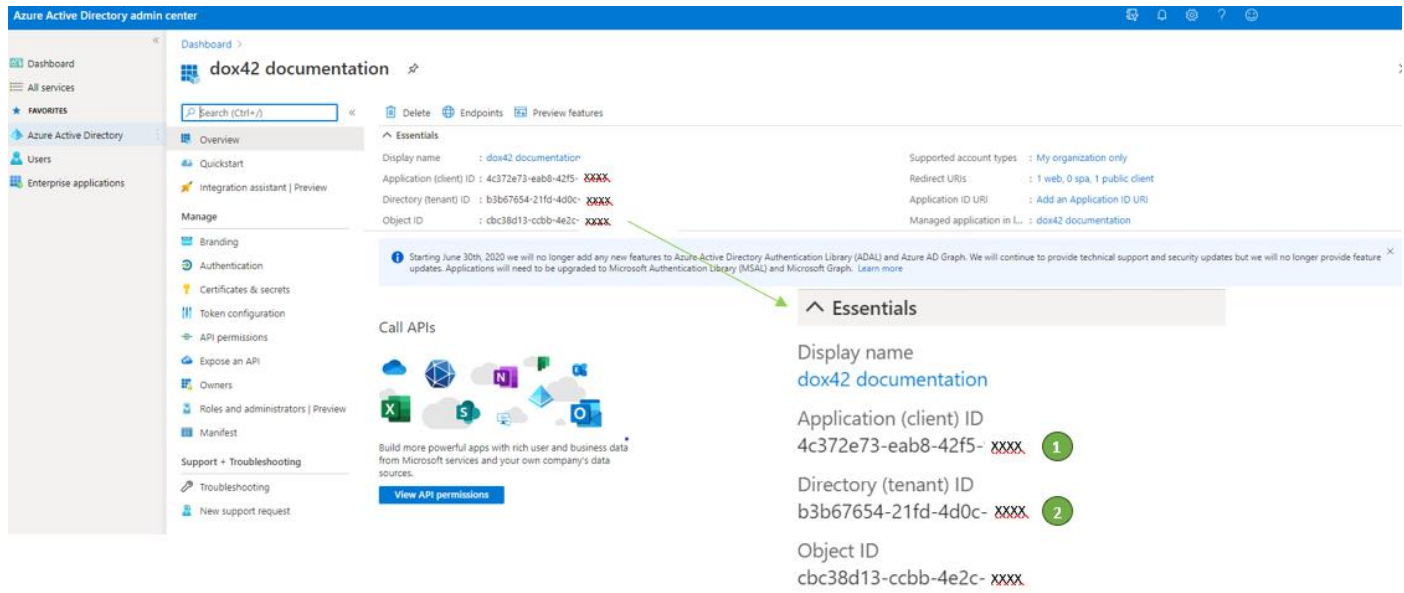 Azure Active Directory admin center
Dashboard >
dox42 documentation
Dashboard
All services
FAVORITES
Azure Active Directory
Users
Enterprise applications
Search (Ctrl+/)
Overview
Quickstart
Integration assistant | Preview
Manage
Branding
Authentication
Certificates & secrets
Token configuration
API permissions
Expose an API
Owners
Roles and administrators | Preview
Manifest
Support + Troubleshooting
Troubleshooting
New support request
Delete Endpoints Preview features
Essentials
Display name : dox42 documentation
Application (client) ID : 4c372e73-eab8-42f5- XXXX
Directory (tenant) ID : b3b67654-21fd-4d0c- XXXX
Object ID : cbc38d13-ccbb-4e2c- XXXX
Supported account types : My organization only
Redirect URIs : 1 web, 0 spa, 1 public client
Application ID URI : Add an Application ID URI
Managed application in l... : dox42 documentation
Starting June 30th, 2020 we will no longer add any new features to Azure Active Directory Authentication Library (ADAL) and Azure AD Graph. We will continue to provide technical support and security updates but we will no longer provide feature
updates. Applications will need to be upgraded to Microsoft Authentication Library (MSAL) and Microsoft Graph. Learn more
Call APIs
Build more powerful apps with rich user and business data
from Microsoft services and your own company's data
sources.
View API permissions
Essentials
Display name
dox42 documentation
Application (client) ID
4c372e73-eab8-42f5- XXXX 1
Directory (tenant) ID
b3b67654-21fd-4d0c- XXXX 2
Object ID
cbc38d13-ccbb-4e2c- XXXX